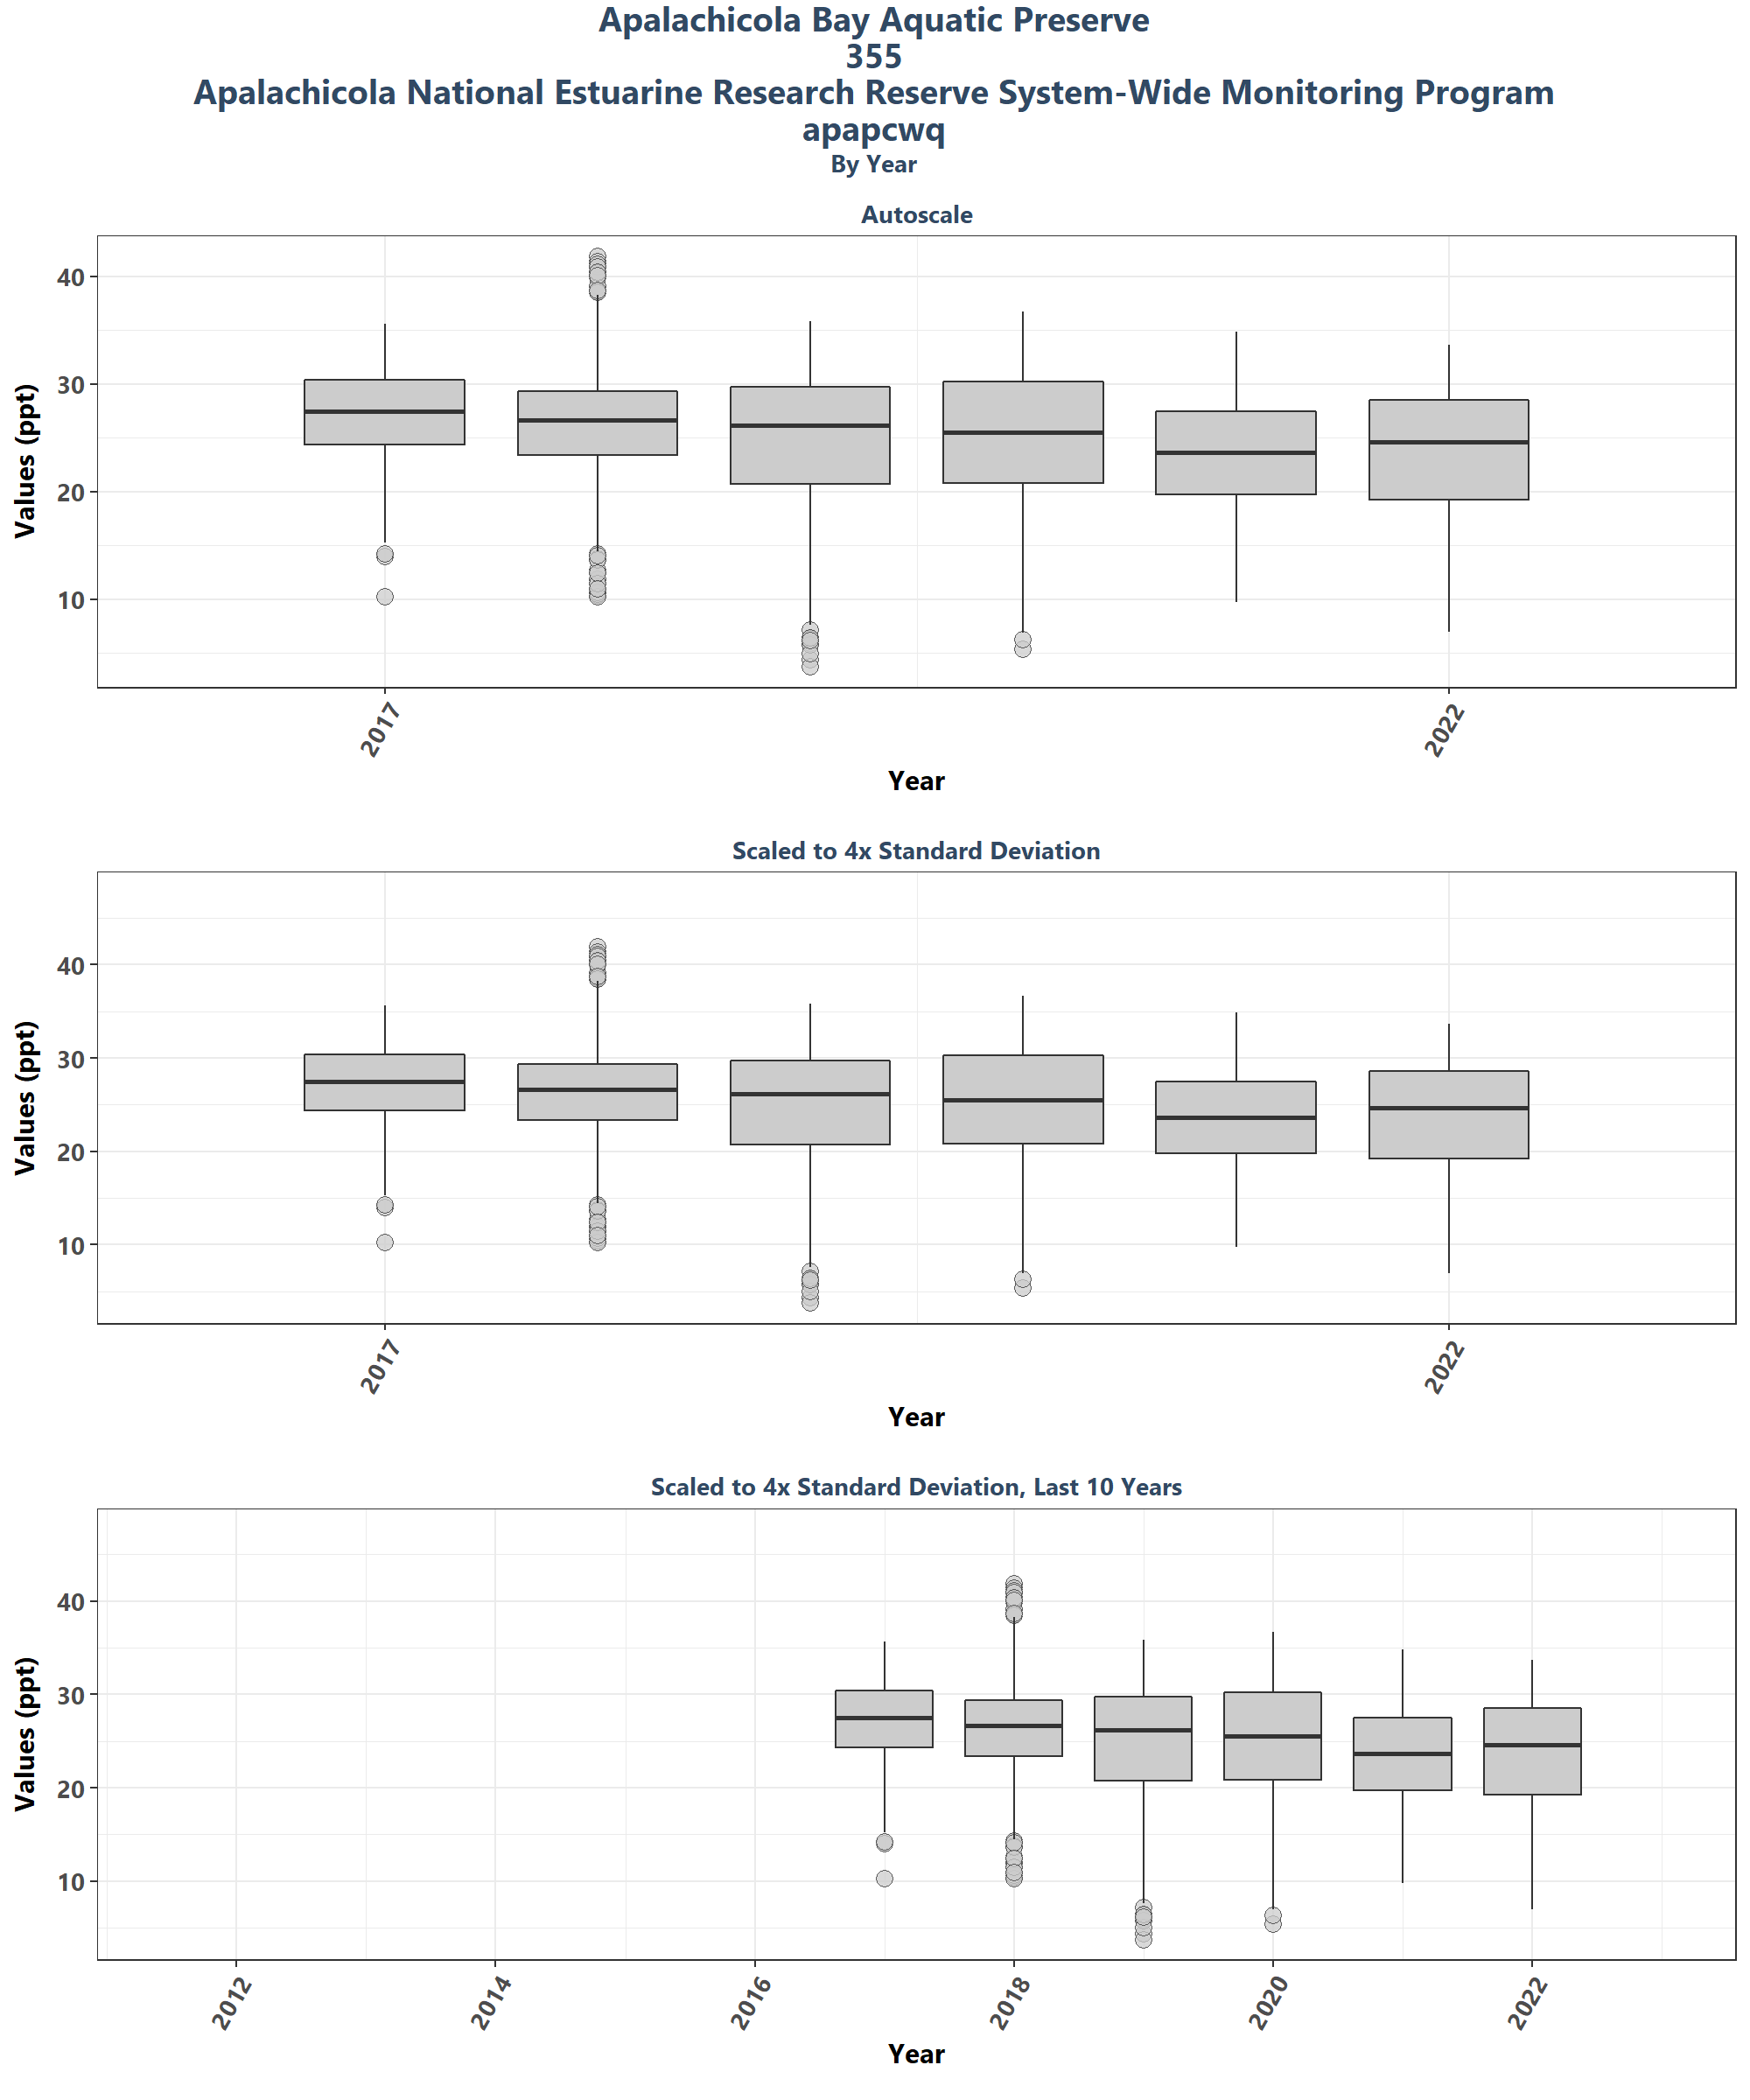 Apalachicola Bay Aquatic Preserve
355
Apalachicola National Estuarine Research Reserve System-Wide Monitoring Program
apapcwq
By Year
Autoscale
Values (ppt)
40
30
20
10
2017
2022
Year
Scaled to 4x Standard Deviation
Values (ppt)
40
30
20
10
2017
2022
Year
Scaled to 4x Standard Deviation, Last 10 Years
Values (ppt)
40
30
20
10
2012
2014
2016
2018
2020
2022
Year